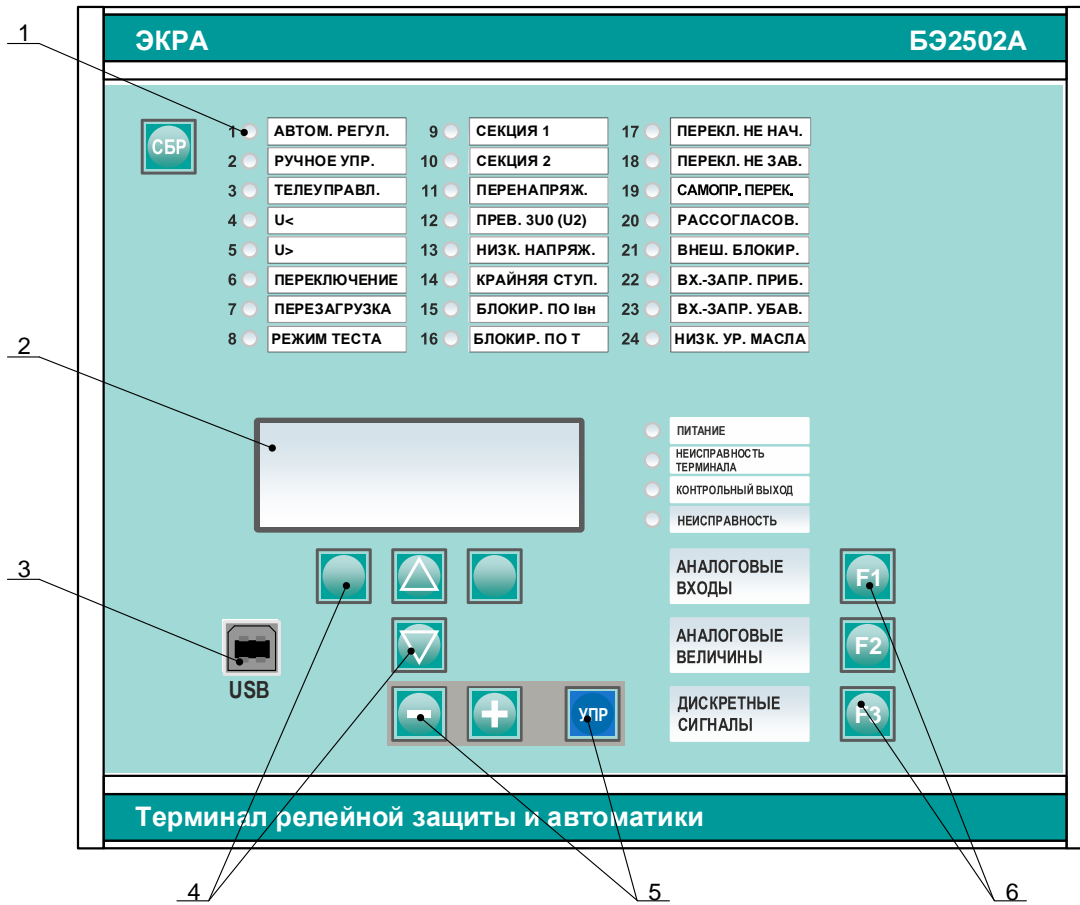 ЭКРА
БЭ2502А
1
СБР
1 АВТОМ. РЕГУЛ.
2 РУЧНОЕ УПР.
3 ТЕЛЕУПРАВЛ.
4 U<
5 U>
6 ПЕРЕКЛЮЧЕНИЕ
7 ПЕРЕЗАГРУЗКА
8 РЕЖИМ ТЕСТА
9 СЕКЦИЯ 1
10 СЕКЦИЯ 2
11 ПЕРЕНАПРЯЖ.
12 ПРЕВ. 3U0 (U2)
13 НИЗК. НАПРЯЖ.
14 КРАЙНЯЯ СТУП.
15 БЛОКИР. ПО Iвн
16 БЛОКИР. ПО Т
17 ПЕРЕКЛ. НЕ НАЧ.
18 ПЕРЕКЛ. НЕ ЗАВ.
19 САМОПР. ПЕРЕК.
20 РАССОГЛАСОВ.
21 ВНЕШ. БЛОКИР.
22 ВХ.-ЗАПР. ПРИБ.
23 ВХ.-ЗАПР. УБАВ.
24 НИЗК. УР. МАСЛА
2
ПИТАНИЕ
НЕИСПРАВНОСТЬ
ТЕРМИНАЛА
КОНТРОЛЬНЫЙ ВЫХОД
НЕИСПРАВНОСТЬ
3
АНАЛОГОВЫЕ
ВХОДЫ
F1
USB
АНАЛОГОВЫЕ
ВЕЛИЧИНЫ
F2
УПР
ДИСКРЕТНЫЕ
СИГНАЛЫ
F3
Терминал релейной защиты и автоматики
4
5
6